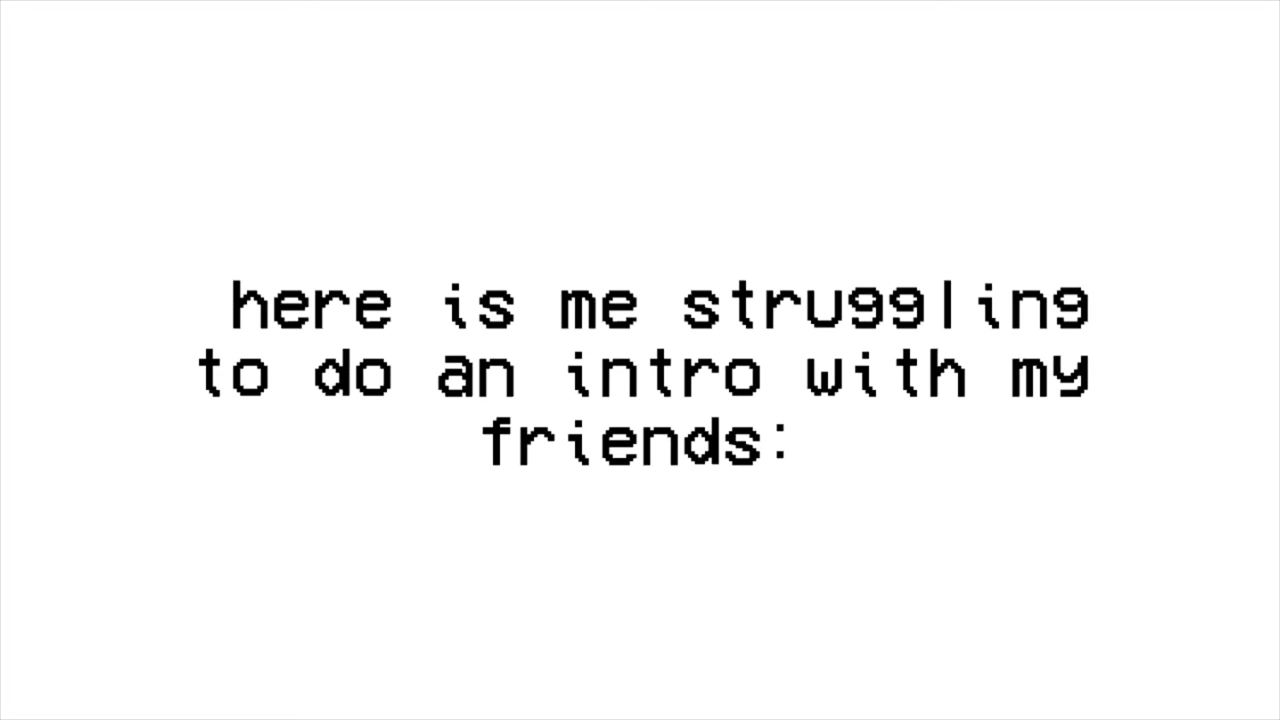 here is me struggling
to do an intro with my
friends: